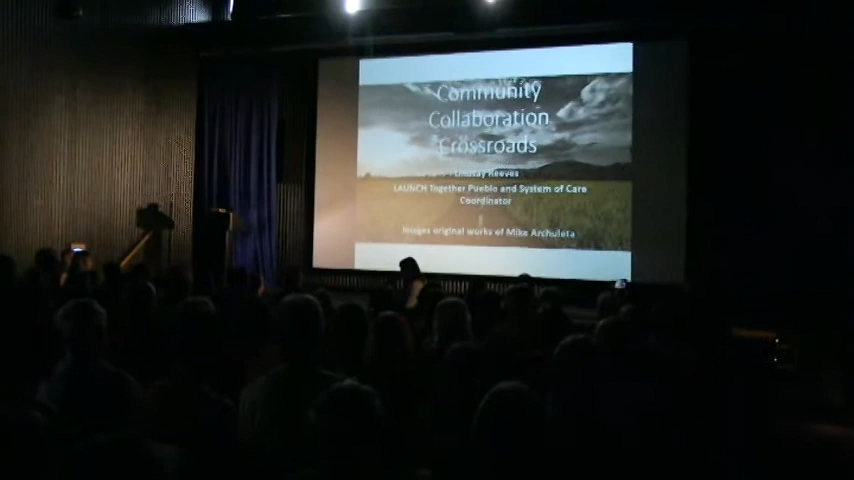 Community
Collaboration
Crossroads
Lindsay Reeves
LAUNCH Together Pueblo and System of Care
Coordinator
Images original works of Mike Archuleta